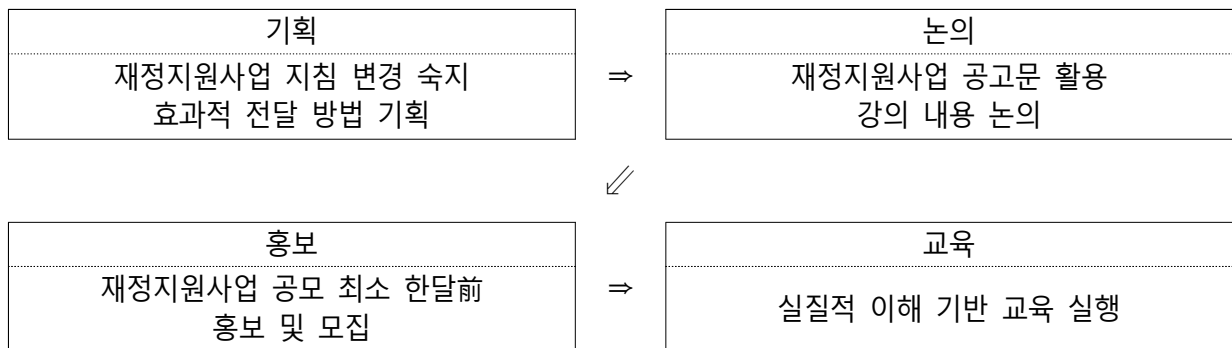 기획
재정지원사업 지침 변경 숙지
효과적 전달 방법 기획
⇒
논의
재정지원사업 공고문 활용
강의 내용 논의
⇙
홍보
재정지원사업 공모 최소 한달前
홍보 및 모집
⇒
교육
실질적 이해 기반 교육 실행